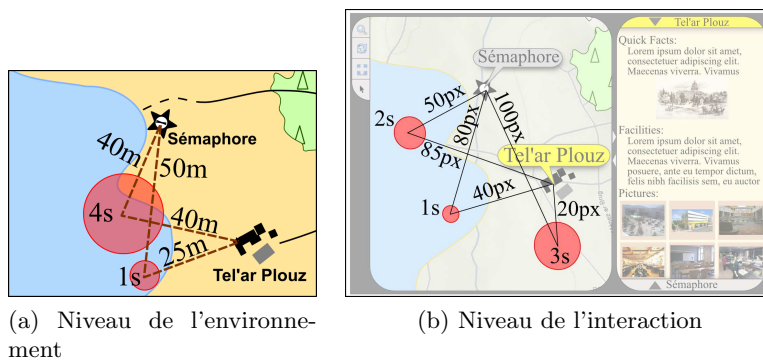 40m
Sémaphore
50m
4s
40m
25m
1s
Tel'ar Plouz
(a) Niveau de l'environne-
ment
Sémaphore
50px
80px
100px
2s
85px
Tel'ar Plouz
40px
1s
20px
3s
Tel'ar Plouz
Quick Facts:
Lorem ipsum dolor sit amet,
consectetuer adipiscing elit.
Maecenas viverra. Vivamus
Facilities:
Lorem ipsum dolor sit amet,
consectetuer adipiscing elit.
Maecenas viverra. Vivamus
posuere, ante eu tempor dictum,
felis nibh facilisis sem, eu auctor
Pictures:
Sémaphore
(b) Niveau de l'interaction